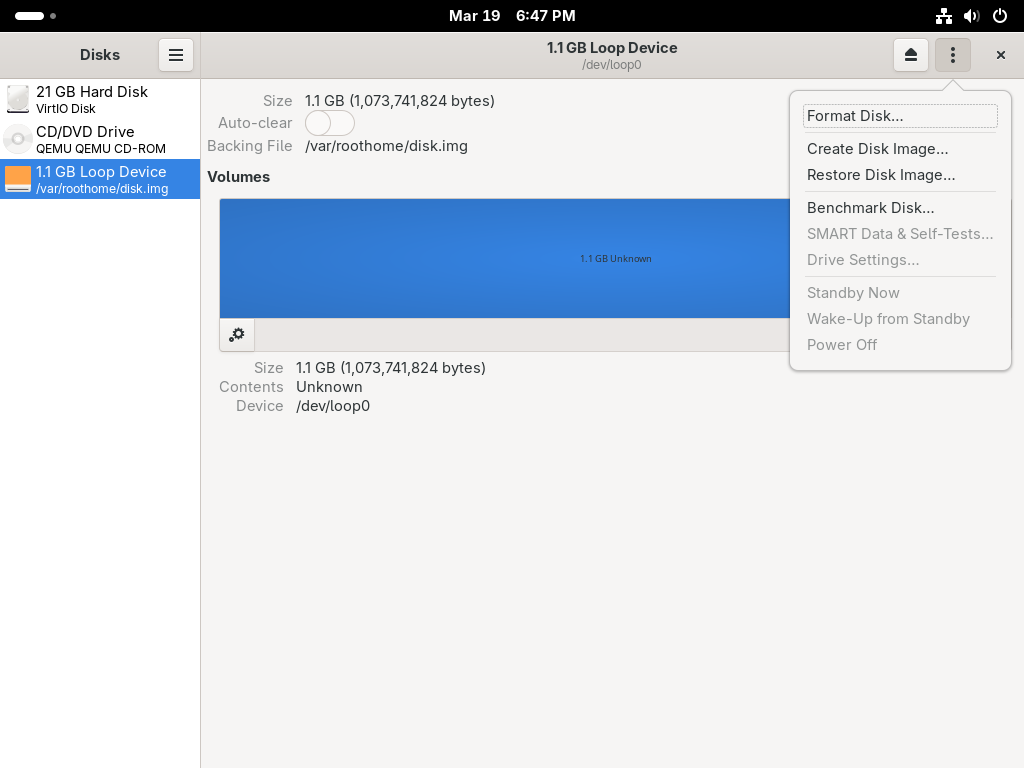 Mar 19 6:47 PM
Disks
1.1 GB Loop Device
/dev/loop0
21 GB Hard Disk
VirtIO Disk
CD/DVD Drive
QEMU QEMU CD-ROM
1.1 GB Loop Device
/var/roothome/disk.img
Size 1.1 GB (1,073,741,824 bytes)
Auto-clear
Backing File /var/roothome/disk.img
Volumes
1.1 GB Unknown
Size 1.1 GB (1,073,741,824 bytes)
Contents Unknown
Device /dev/loop0
Format Disk…
Create Disk Image…
Restore Disk Image…
Benchmark Disk…
SMART Data & Self-Tests…
Drive Settings…
Standby Now
Wake-Up from Standby
Power Off